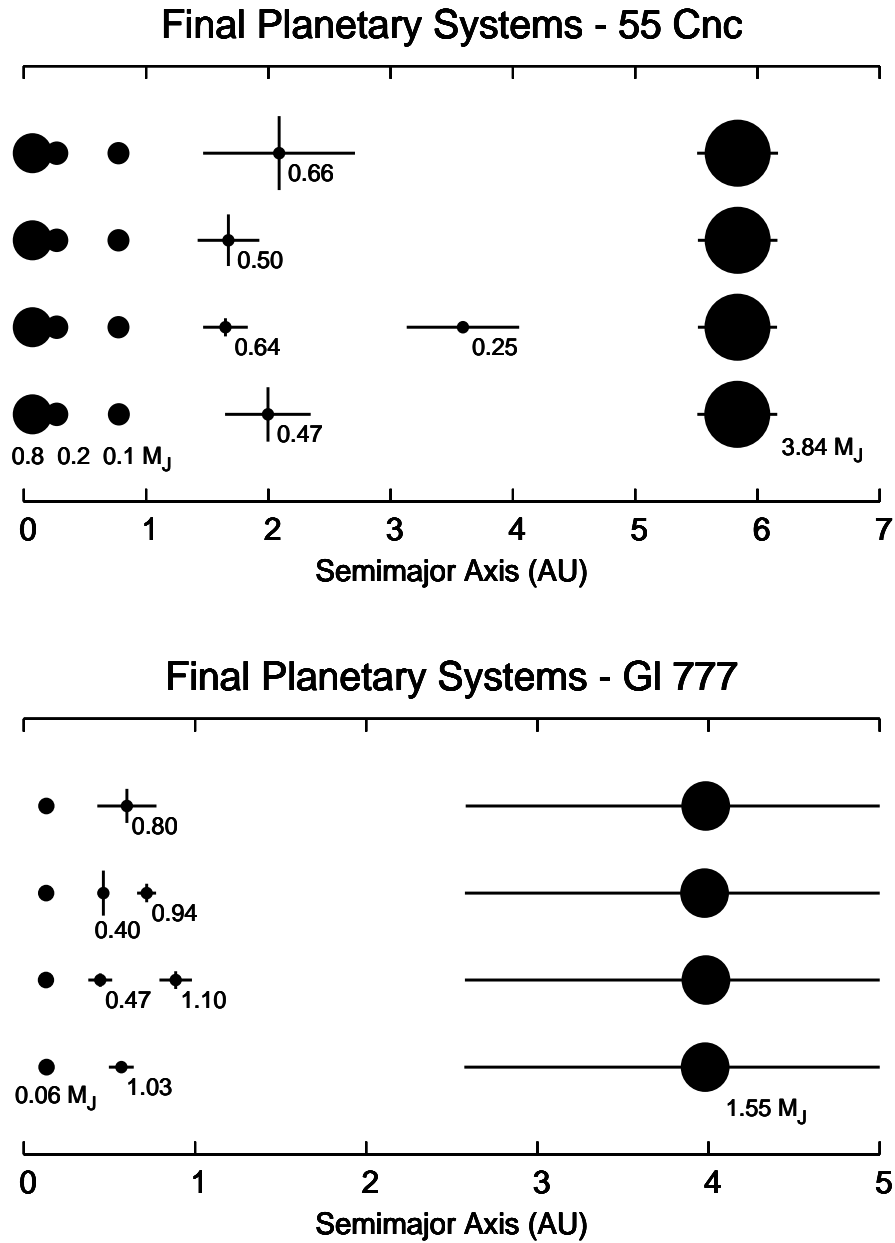 Final Planetary Systems - 55 Cnc
0.66
0.50
0.64 0.25
0.47
0.8 0.2 0.1 MJ 3.84 MJ
0 1 2 3 4 5 6 7
Semimajor Axis (AU)
Final Planetary Systems - Gl 777
0.80
0.40 0.94
0.47 1.10
0.06 MJ 1.03
1.55 MJ
0 1 2 3 4 5
Semimajor Axis (AU)